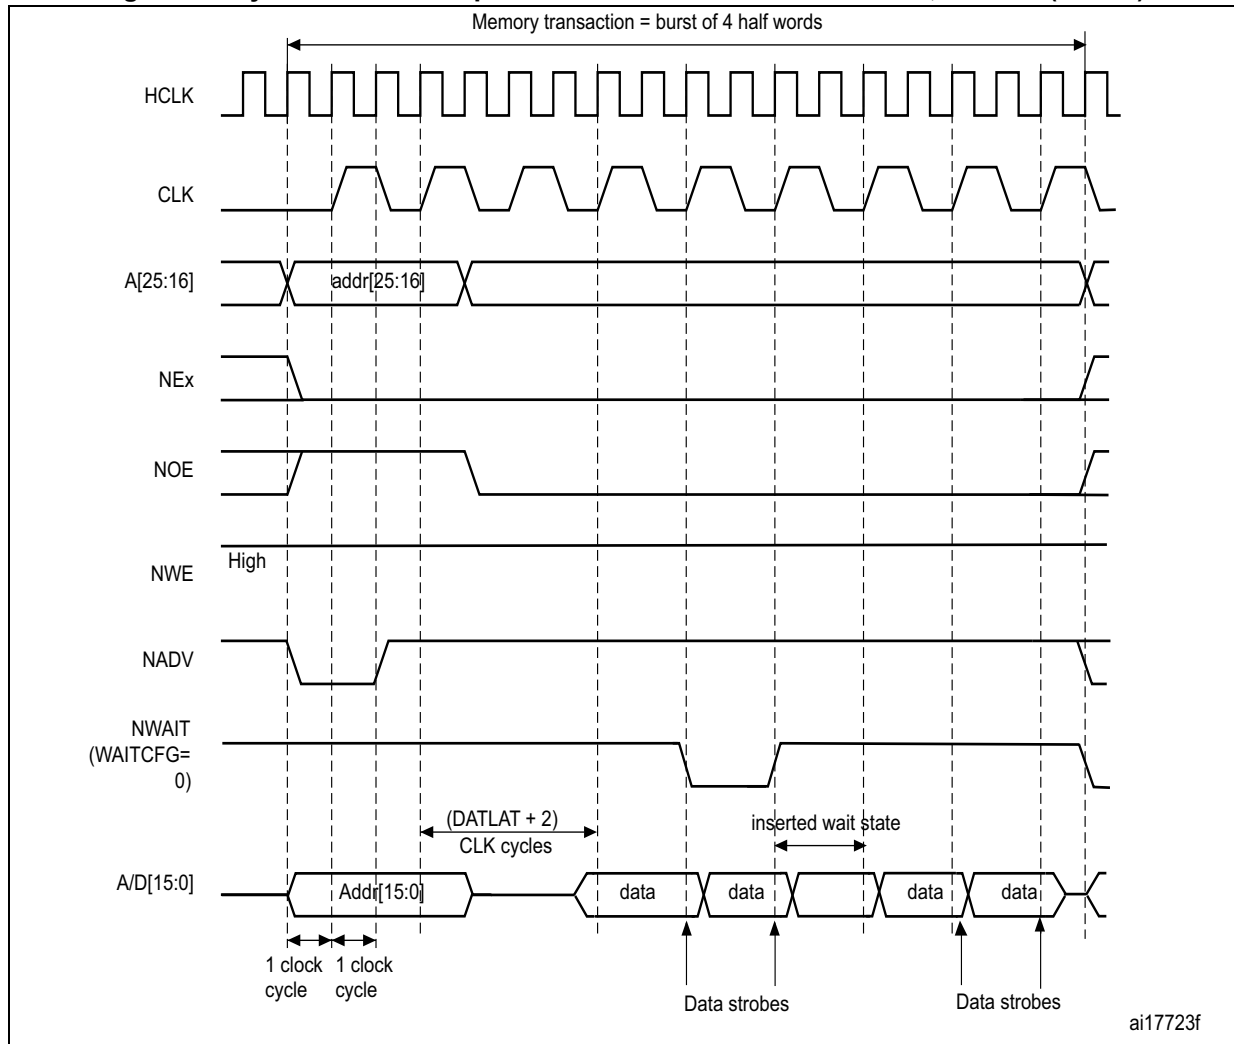 Memory transaction = burst of 4 half words
HCLK
CLK
A[25:16]
addr[25:16]
NEx
NOE
High
NWE
NADV
NWAIT
(WAITCFG=
0)
(DATLAT + 2)
CLK cycles
inserted wait state
A/D[15:0]
Addr[15:0]
data
data
data
data
1 clock
cycle
1 clock
cycle
Data strobes
Data strobes
ai17723f